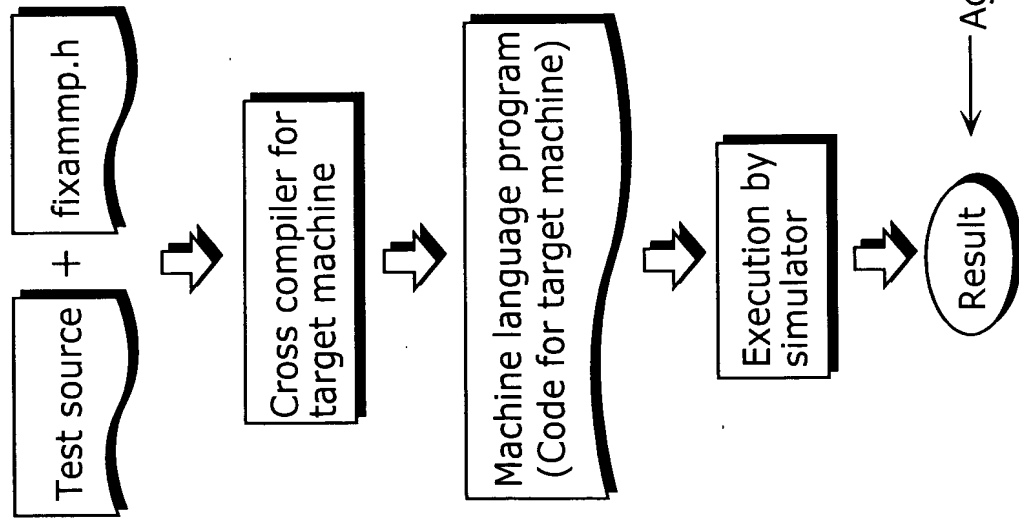 Test source
+
fixammp.h
Cross compiler for
target machine
Machine language program
(Code for target machine)
Execution by
simulator
Result